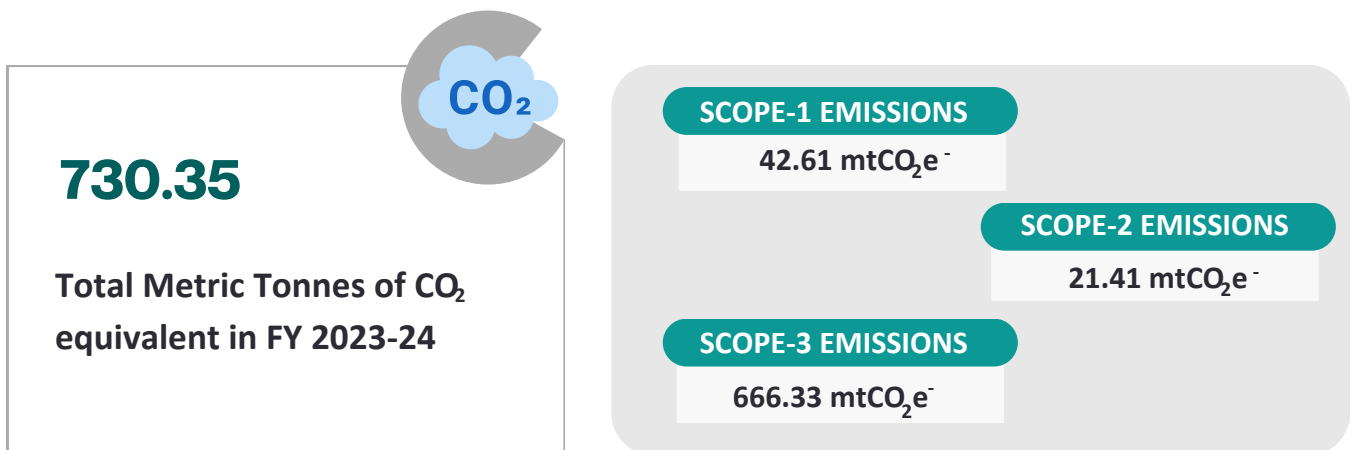 CO₂
730.35
Total Metric Tonnes of CO₂
equivalent in FY 2023-24
SCOPE-1 EMISSIONS
42.61 mtCO₂e⁻
SCOPE-2 EMISSIONS
21.41 mtCO₂e⁻
SCOPE-3 EMISSIONS
666.33 mtCO₂e⁻